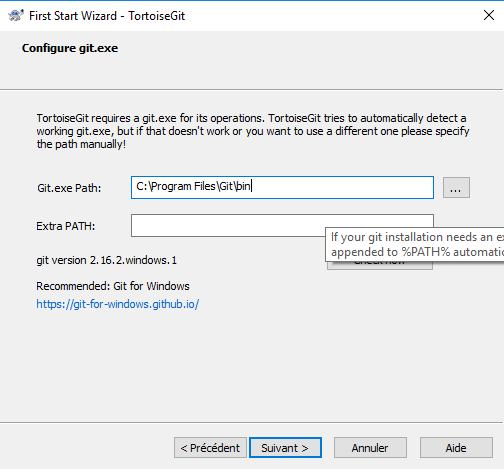 First Start Wizard - TortoiseGit
Configure git.exe
TortoiseGit requires a git.exe for its operations. TortoiseGit tries to automatically detect a
working git.exe, but if that doesn't work or you want to use a different one please specify
the path manually!
Git.exe Path:
C:\Program Files\Git\bin
...
Extra PATH:
If your git installation needs an ex
appended to %PATH% automatic
git version 2.16.2.windows.1
Check now
Recommended: Git for Windows
https://git-for-windows.github.io/
< Précédent
Suivant >
Annuler
Aide